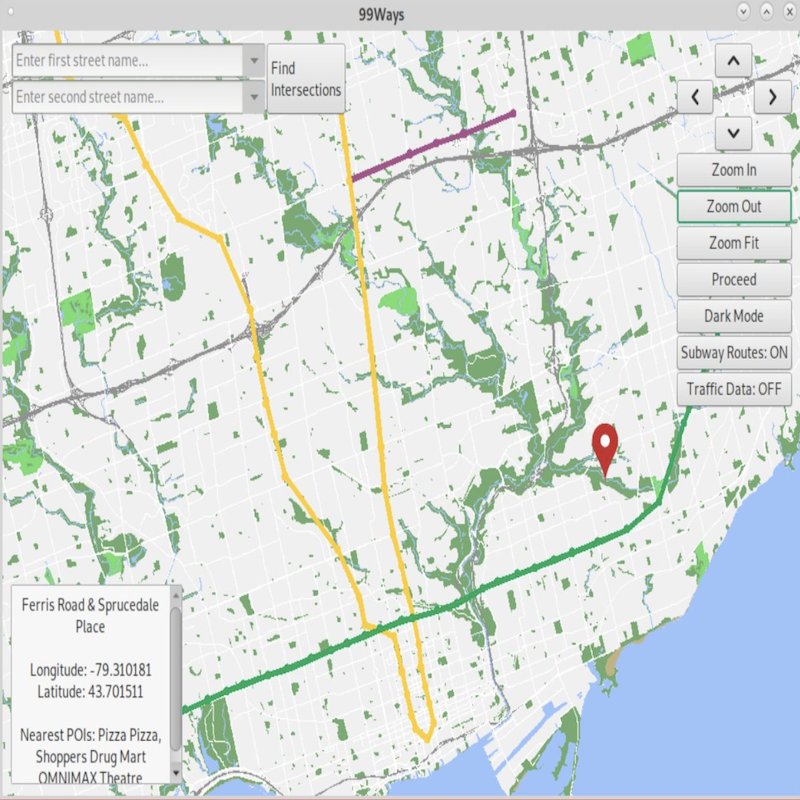 99Ways
Enter first street name...
Enter second street name...
Find
Intersections
Zoom In
Zoom Out
Zoom Fit
Proceed
Dark Mode
Subway Routes: ON
Traffic Data: OFF
Ferris Road & Sprucedale
Place
Longitude: -79.310181
Latitude: 43.701511
Nearest POIs: Pizza Pizza,
Shoppers Drug Mart
OMNIMAX Theatre